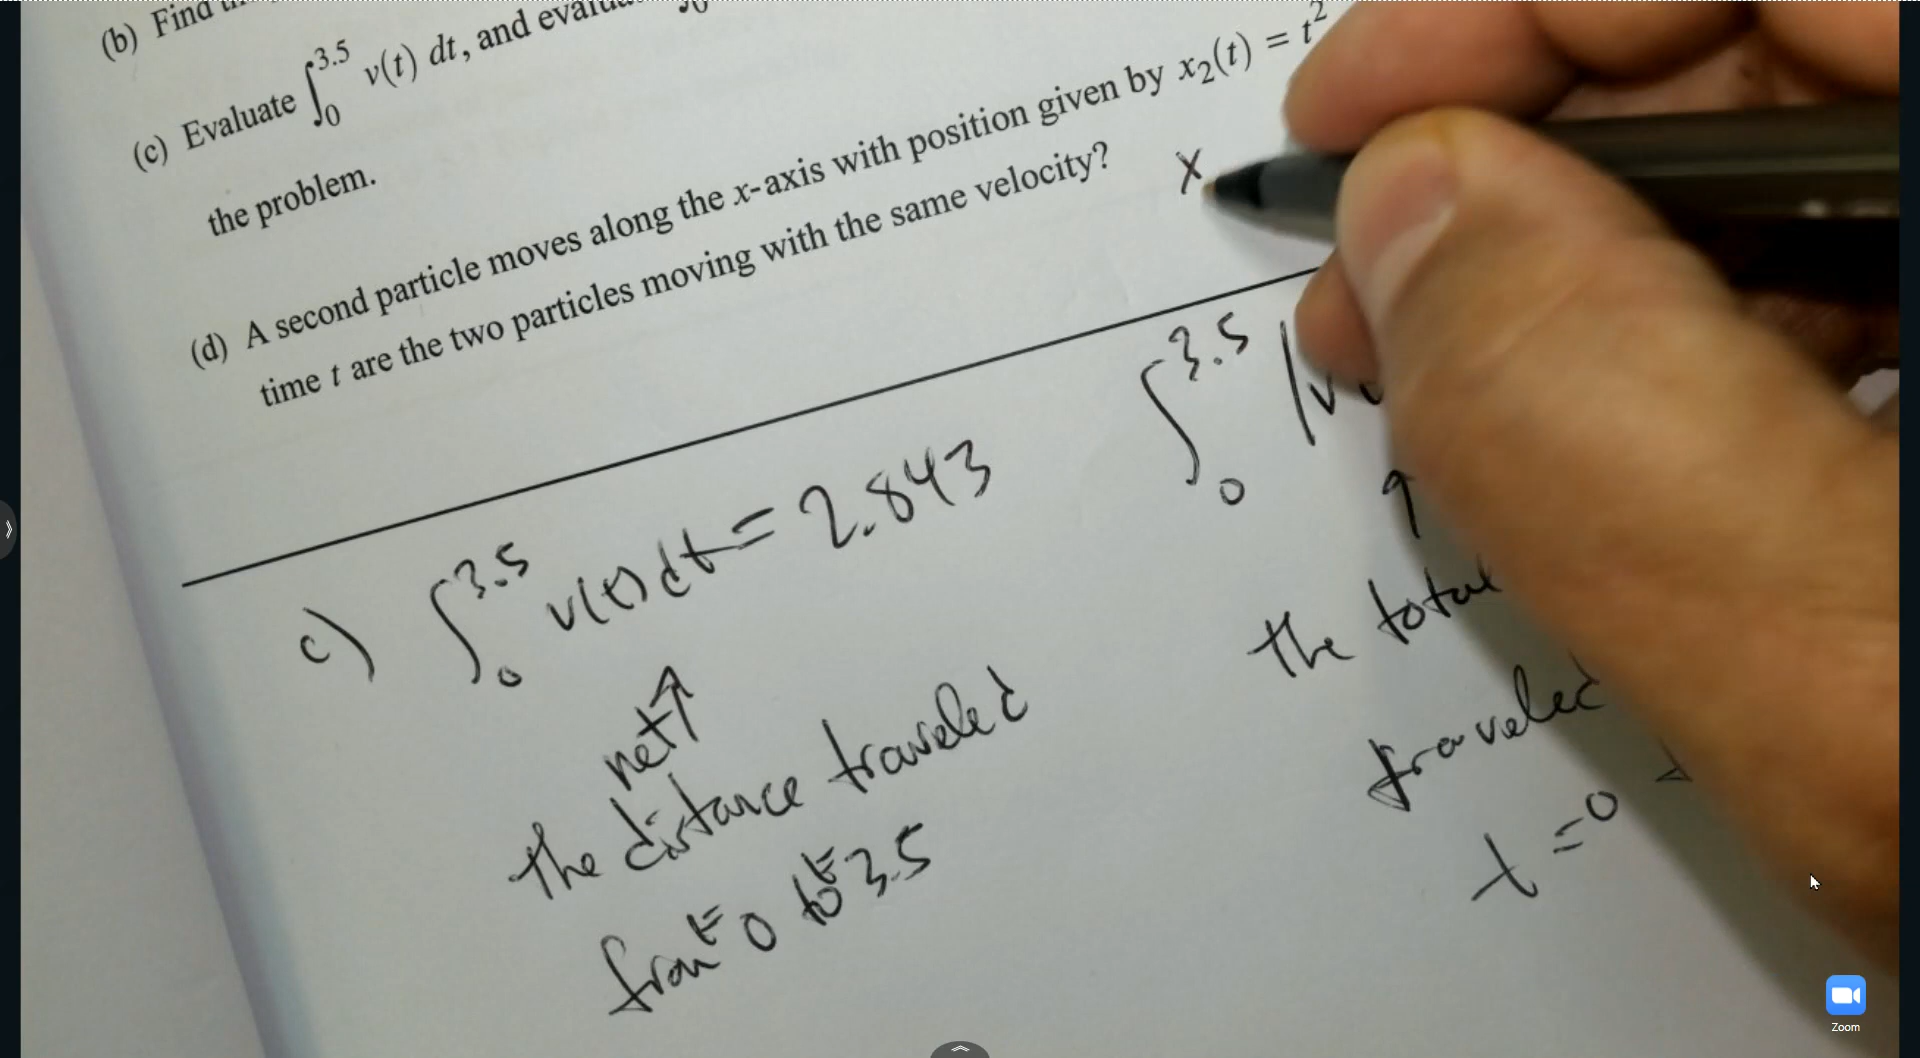 (b) Find
(c) Evaluate ∫₀^3.5 v(t) dt, and
the problem.
(d) A second particle moves along the x-axis with position given by x₂(t) = t²
time t are the two particles moving with the same velocity?
x
∫₀^3.5 |v
c) ∫₀^3.5 v(t)dt = 2.843
net
the distance traveled
from t=0 to t=3.5
the total
traveled
t=0
Zoom